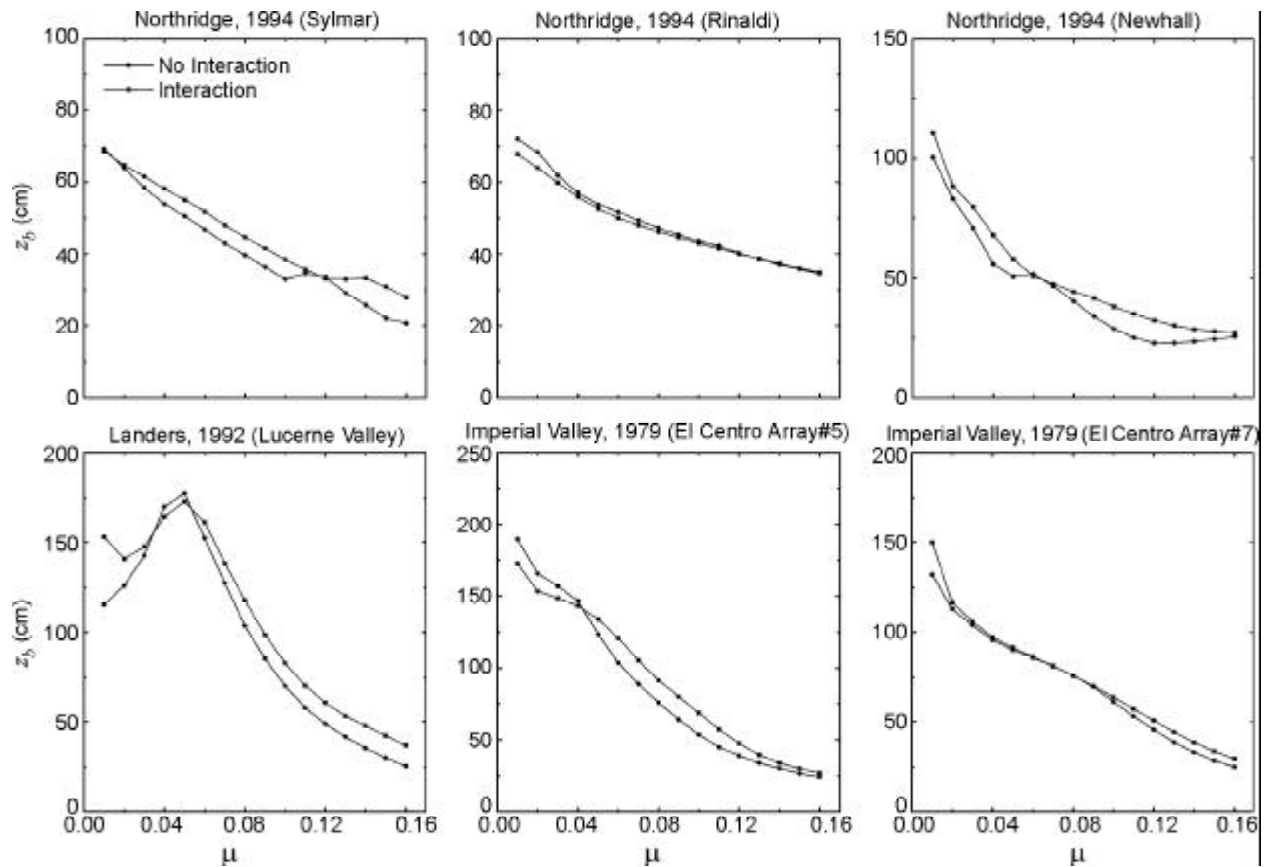 Northridge, 1994 (Sylmar)
100
80
60
40
20
0
z_b (cm)
No Interaction
Interaction
Northridge, 1994 (Rinaldi)
100
80
60
40
20
0
Northridge, 1994 (Newhall)
150
100
50
0
Landers, 1992 (Lucerne Valley)
200
150
100
50
0
z_b (cm)
0.00 0.04 0.08 0.12 0.16
μ
Imperial Valley, 1979 (El Centro Array#5)
250
200
150
100
50
0
0.00 0.04 0.08 0.12 0.16
μ
Imperial Valley, 1979 (El Centro Array#7)
200
150
100
50
0
0.00 0.04 0.08 0.12 0.16
μ